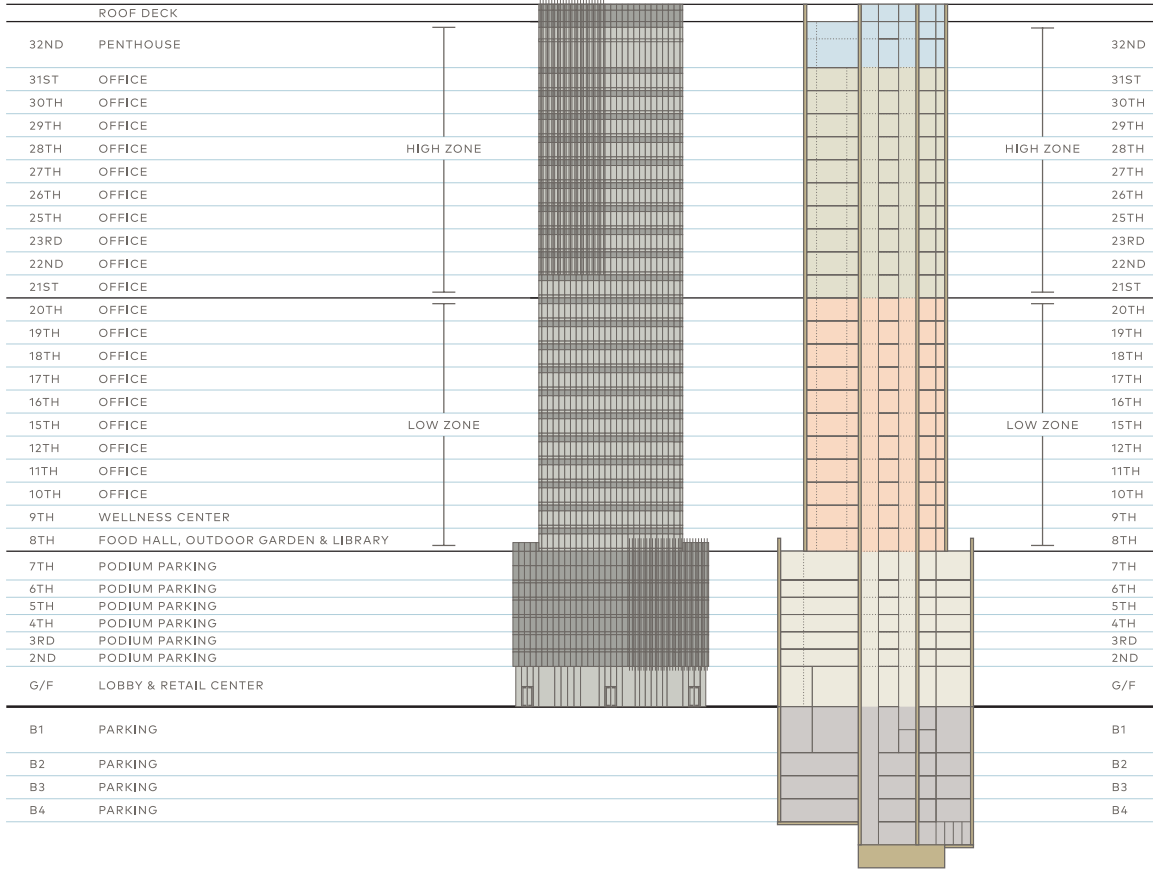 ROOF DECK
32ND PENTHOUSE 32ND
31ST OFFICE 31ST
30TH OFFICE 30TH
29TH OFFICE 29TH
28TH OFFICE HIGH ZONE HIGH ZONE 28TH
27TH OFFICE 27TH
26TH OFFICE 26TH
25TH OFFICE 25TH
23RD OFFICE 23RD
22ND OFFICE 22ND
21ST OFFICE 21ST
20TH OFFICE 20TH
19TH OFFICE 19TH
18TH OFFICE 18TH
17TH OFFICE 17TH
16TH OFFICE 16TH
15TH OFFICE LOW ZONE LOW ZONE 15TH
12TH OFFICE 12TH
11TH OFFICE 11TH
10TH OFFICE 10TH
9TH WELLNESS CENTER 9TH
8TH FOOD HALL, OUTDOOR GARDEN & LIBRARY 8TH
7TH PODIUM PARKING 7TH
6TH PODIUM PARKING 6TH
5TH PODIUM PARKING 5TH
4TH PODIUM PARKING 4TH
3RD PODIUM PARKING 3RD
2ND PODIUM PARKING 2ND
G/F LOBBY & RETAIL CENTER G/F
B1 PARKING B1
B2 PARKING B2
B3 PARKING B3
B4 PARKING B4